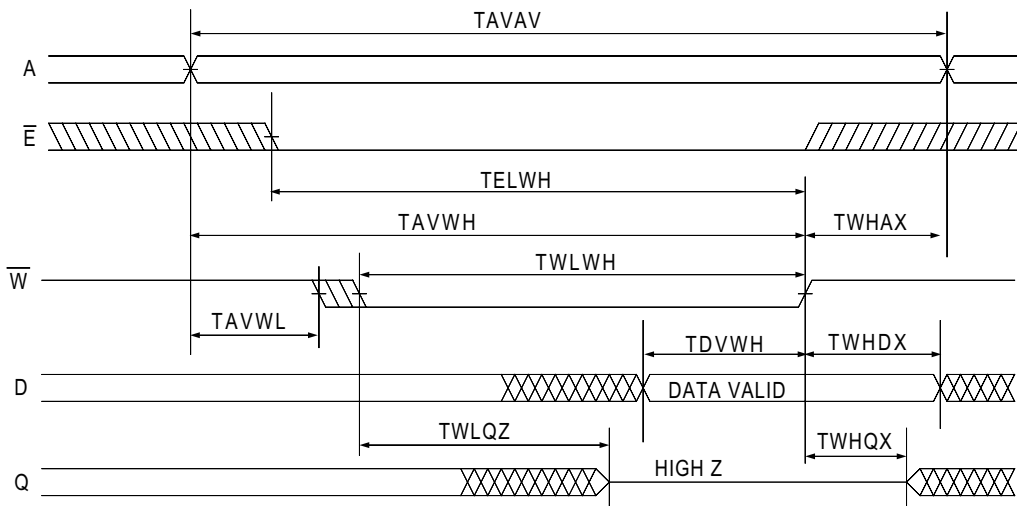 TAVAV
A
E̅
TELWH
TAVWH TWHAX
W̅ TWLWH
TAVWL
TDVWH TWHDX
D DATA VALID
TWLQZ TWHQX
Q HIGH Z